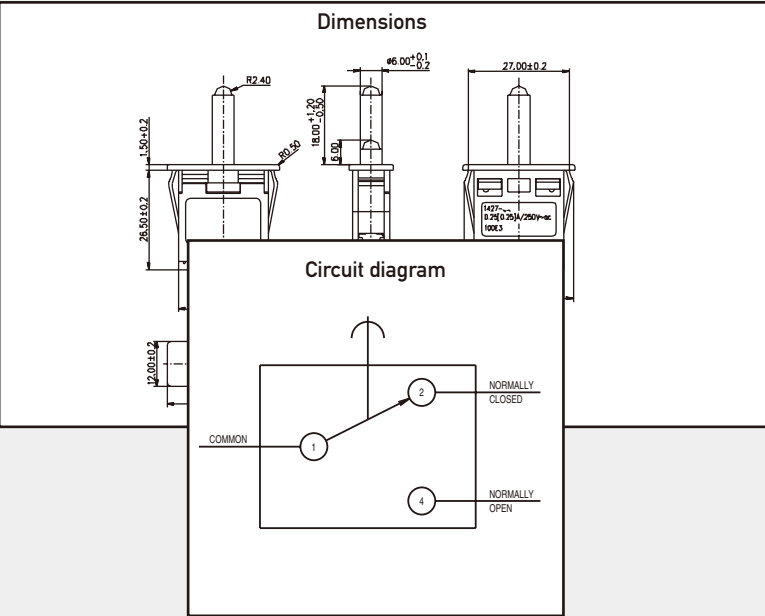 Dimensions
R2.40
ø6.00 +0.1 -0.2
27.00±0.2
18.00 +1.20 -0.50
6.00
1.50±0.2
R0.50
26.50±0.2
1427-
0.25(0.25)A/250V~ac
100E3
12.00±0.2
Circuit diagram
2
NORMALLY
CLOSED
COMMON
1
4
NORMALLY
OPEN